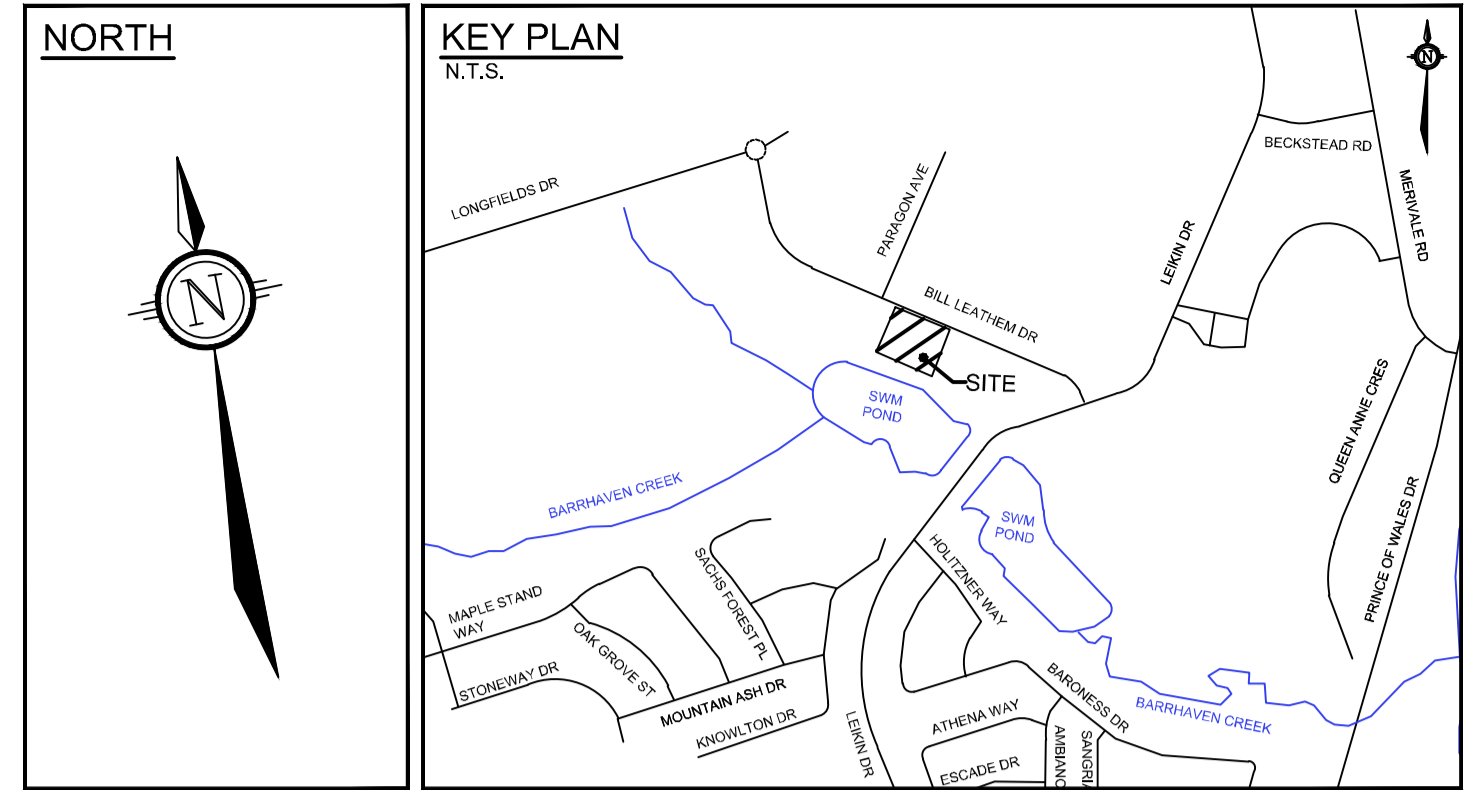 NORTH
N
KEY PLAN
N.T.S.
N
BECKSTEAD RD
MERIVALE RD
LONGFIELDS DR
PARAGON AVE
LEIKIN DR
BILL LEATHEM DR
SITE
SWM
POND
QUEEN ANNE CRES
BARRHAVEN CREEK
SWM
POND
PRINCE OF WALES DR
HOLITZNER WAY
SACHS FOREST PL
MAPLE STAND
WAY
OAK GROVE ST
STONEWAY DR
MOUNTAIN ASH DR
KNOWLTON DR
LEIKIN DR
BARONESS DR
BARRHAVEN CREEK
ATHENA WAY
AMBIANC
SANGRIA
ESCADE DR